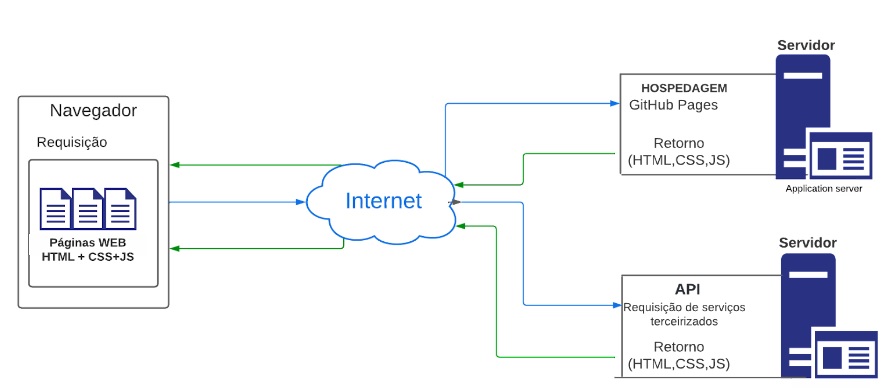 Navegador
Requisição
Páginas WEB
HTML + CSS+JS
Internet
Servidor
HOSPEDAGEM
GitHub Pages
Retorno
(HTML,CSS,JS)
Application server
Servidor
API
Requisição de serviços
terceirizados
Retorno
(HTML,CSS,JS)